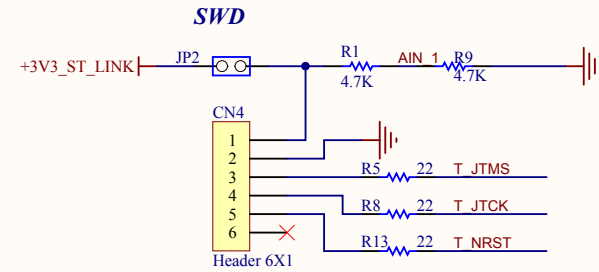 SWD
+3V3_ST_LINK JP2 R1 4.7K AIN_1 R9 4.7K
CN4
1
2
3 R5 22 T_JTMS
4 R8 22 T_JTCK
5 R13 22 T_NRST
6
Header 6X1